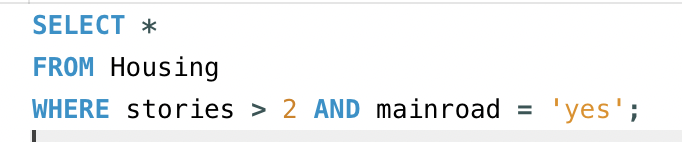 SELECT *
FROM Housing
WHERE stories > 2 AND mainroad = 'yes';